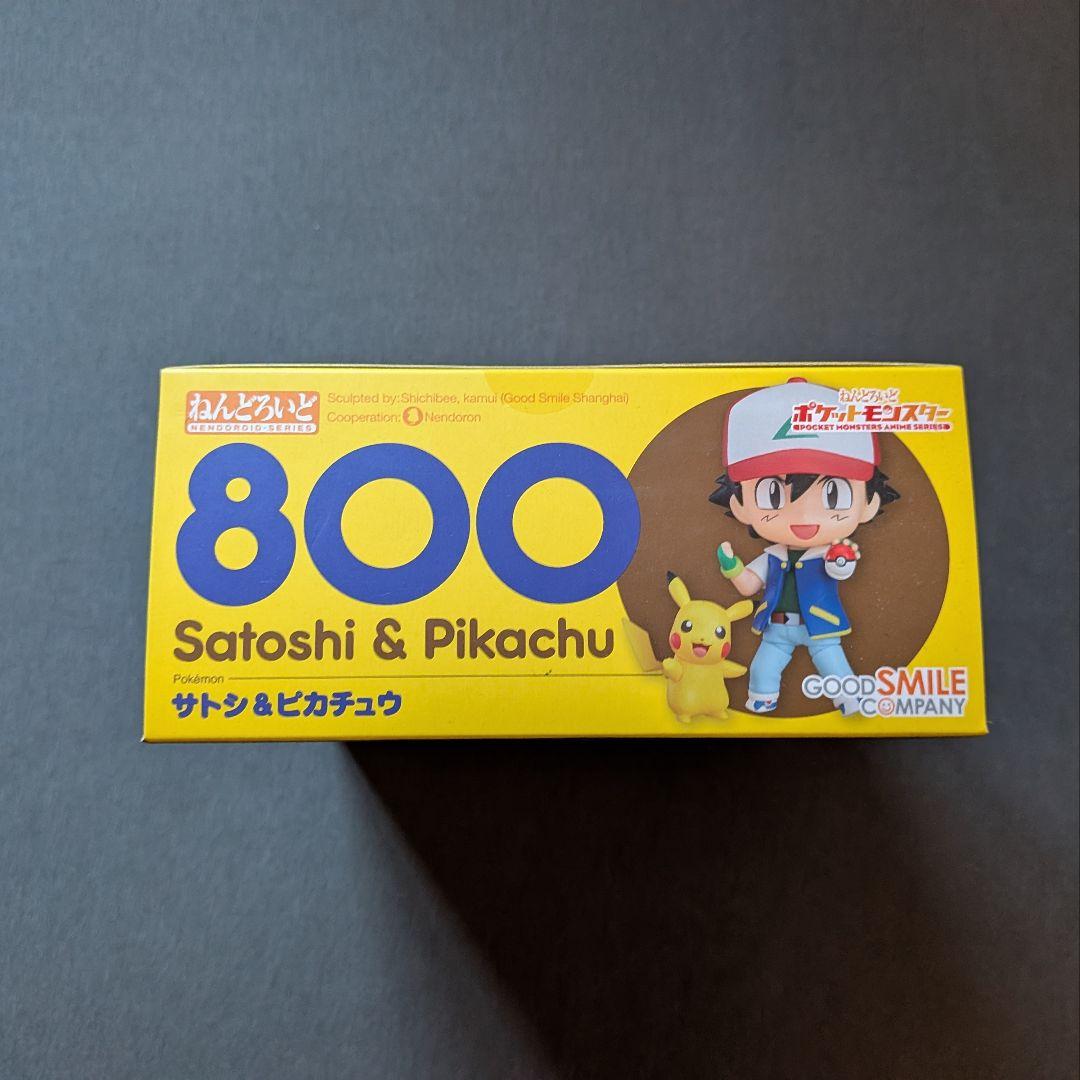 ねんどろいど
NENDOROID-SERIES
Sculpted by:Shichibee, kamui (Good Smile Shanghai)
Cooperation: Nendoron
800
Satoshi & Pikachu
Pokémon
サトシ&ピカチュウ
ねんどろいど
ポケットモンスター
POCKET MONSTERS ANIME SERIES
GOOD SMILE
COMPANY